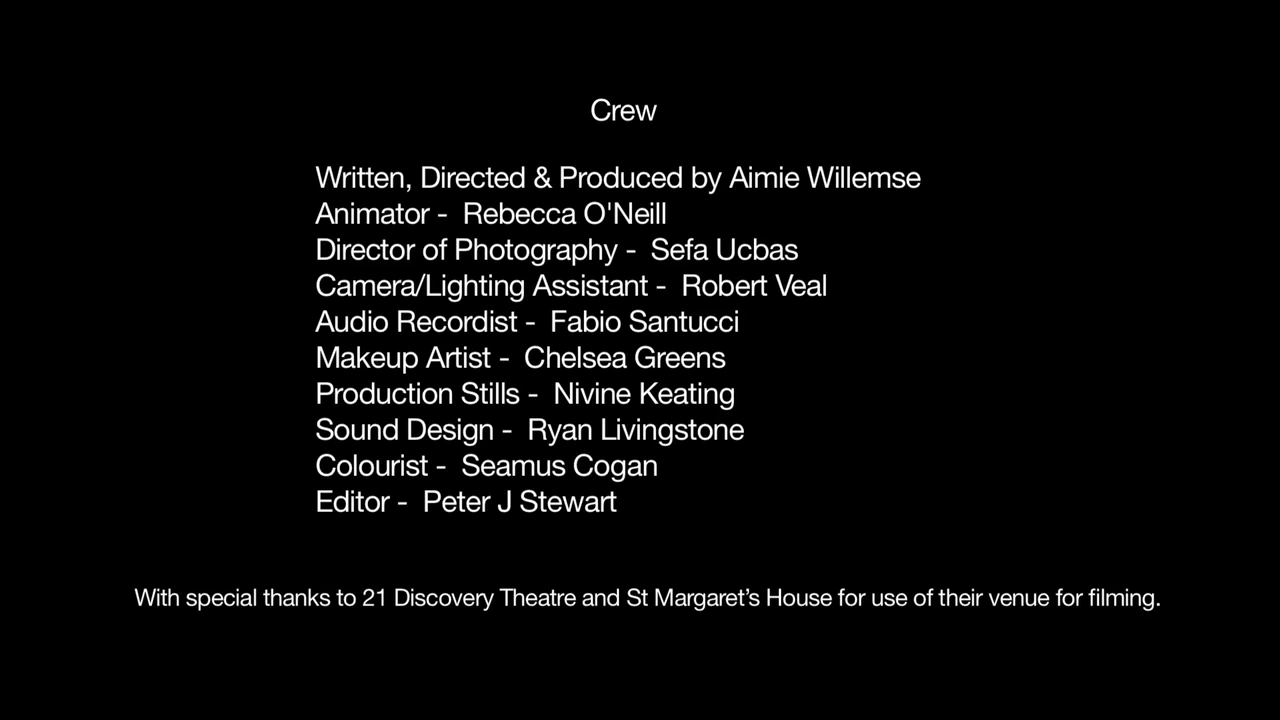 Crew
Written, Directed & Produced by Aimie Willemse
Animator -  Rebecca O'Neill
Director of Photography -  Sefa Ucbas
Camera/Lighting Assistant -  Robert Veal
Audio Recordist -  Fabio Santucci
Makeup Artist -  Chelsea Greens
Production Stills -  Nivine Keating
Sound Design -  Ryan Livingstone
Colourist -  Seamus Cogan
Editor -  Peter J Stewart
With special thanks to 21 Discovery Theatre and St Margaret’s House for use of their venue for filming.